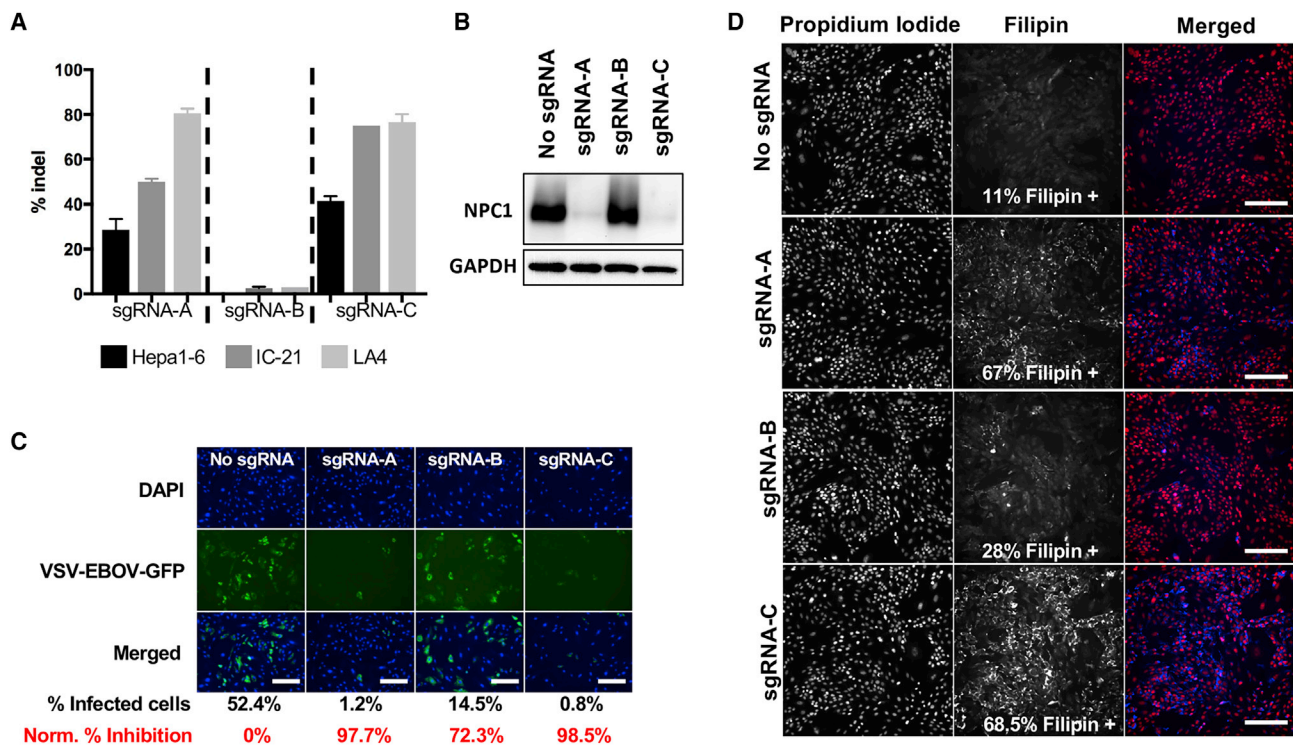 A
% indel
100
80
60
40
20
0
sgRNA-A sgRNA-B sgRNA-C
Hepa1-6 IC-21 LA4
B
No sgRNA sgRNA-A sgRNA-B sgRNA-C
NPC1
GAPDH
C
No sgRNA sgRNA-A sgRNA-B sgRNA-C
DAPI
VSV-EBOV-GFP
Merged
% Infected cells 52.4% 1.2% 14.5% 0.8%
Norm. % Inhibition 0% 97.7% 72.3% 98.5%
D
Propidium Iodide Filipin Merged
No sgRNA
11% Filipin +
sgRNA-A
67% Filipin +
sgRNA-B
28% Filipin +
sgRNA-C
68.5% Filipin +